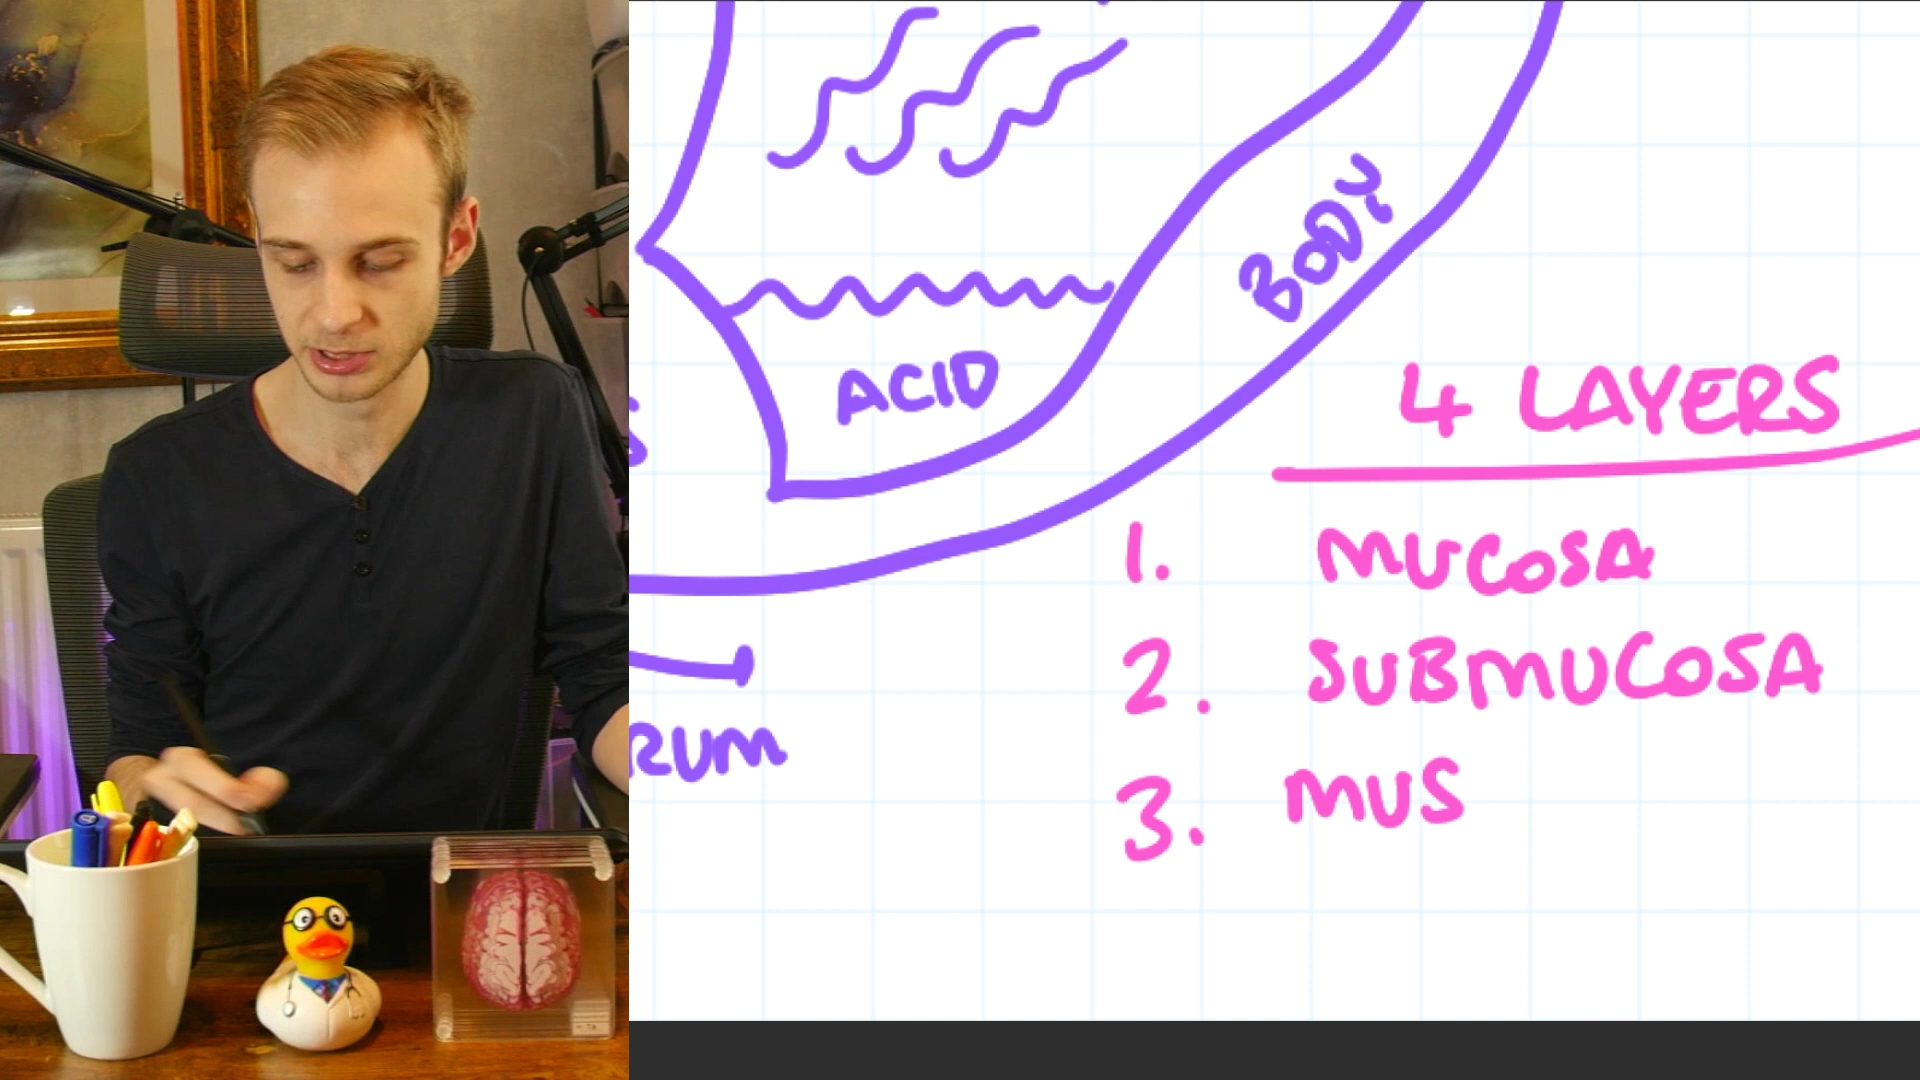 BODY
ACID
4 LAYERS
1. MUCOSA
2. SUBMUCOSA
RUM
3. MUS